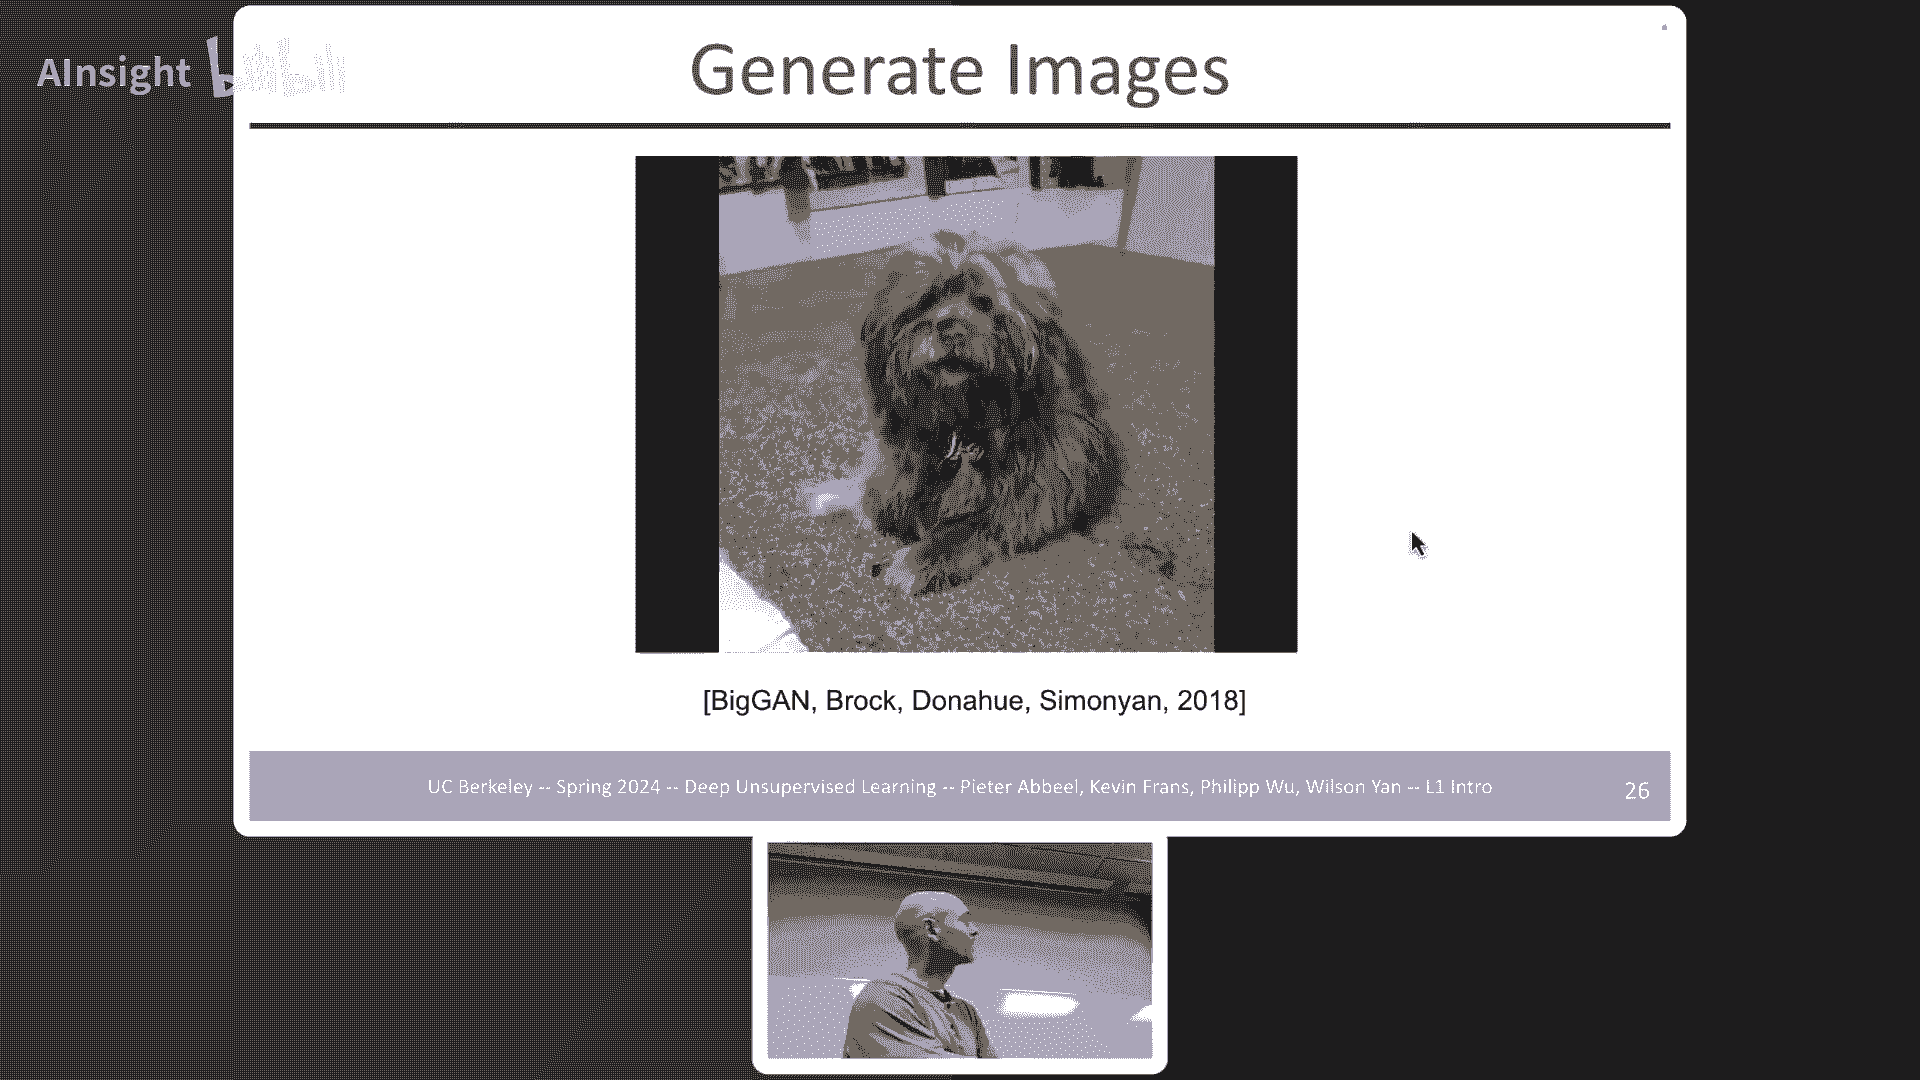 AInsight
Generate Images
[BigGAN, Brock, Donahue, Simonyan, 2018]
UC Berkeley -- Spring 2024 -- Deep Unsupervised Learning -- Pieter Abbeel, Kevin Frans, Philipp Wu, Wilson Yan -- L1 Intro
26